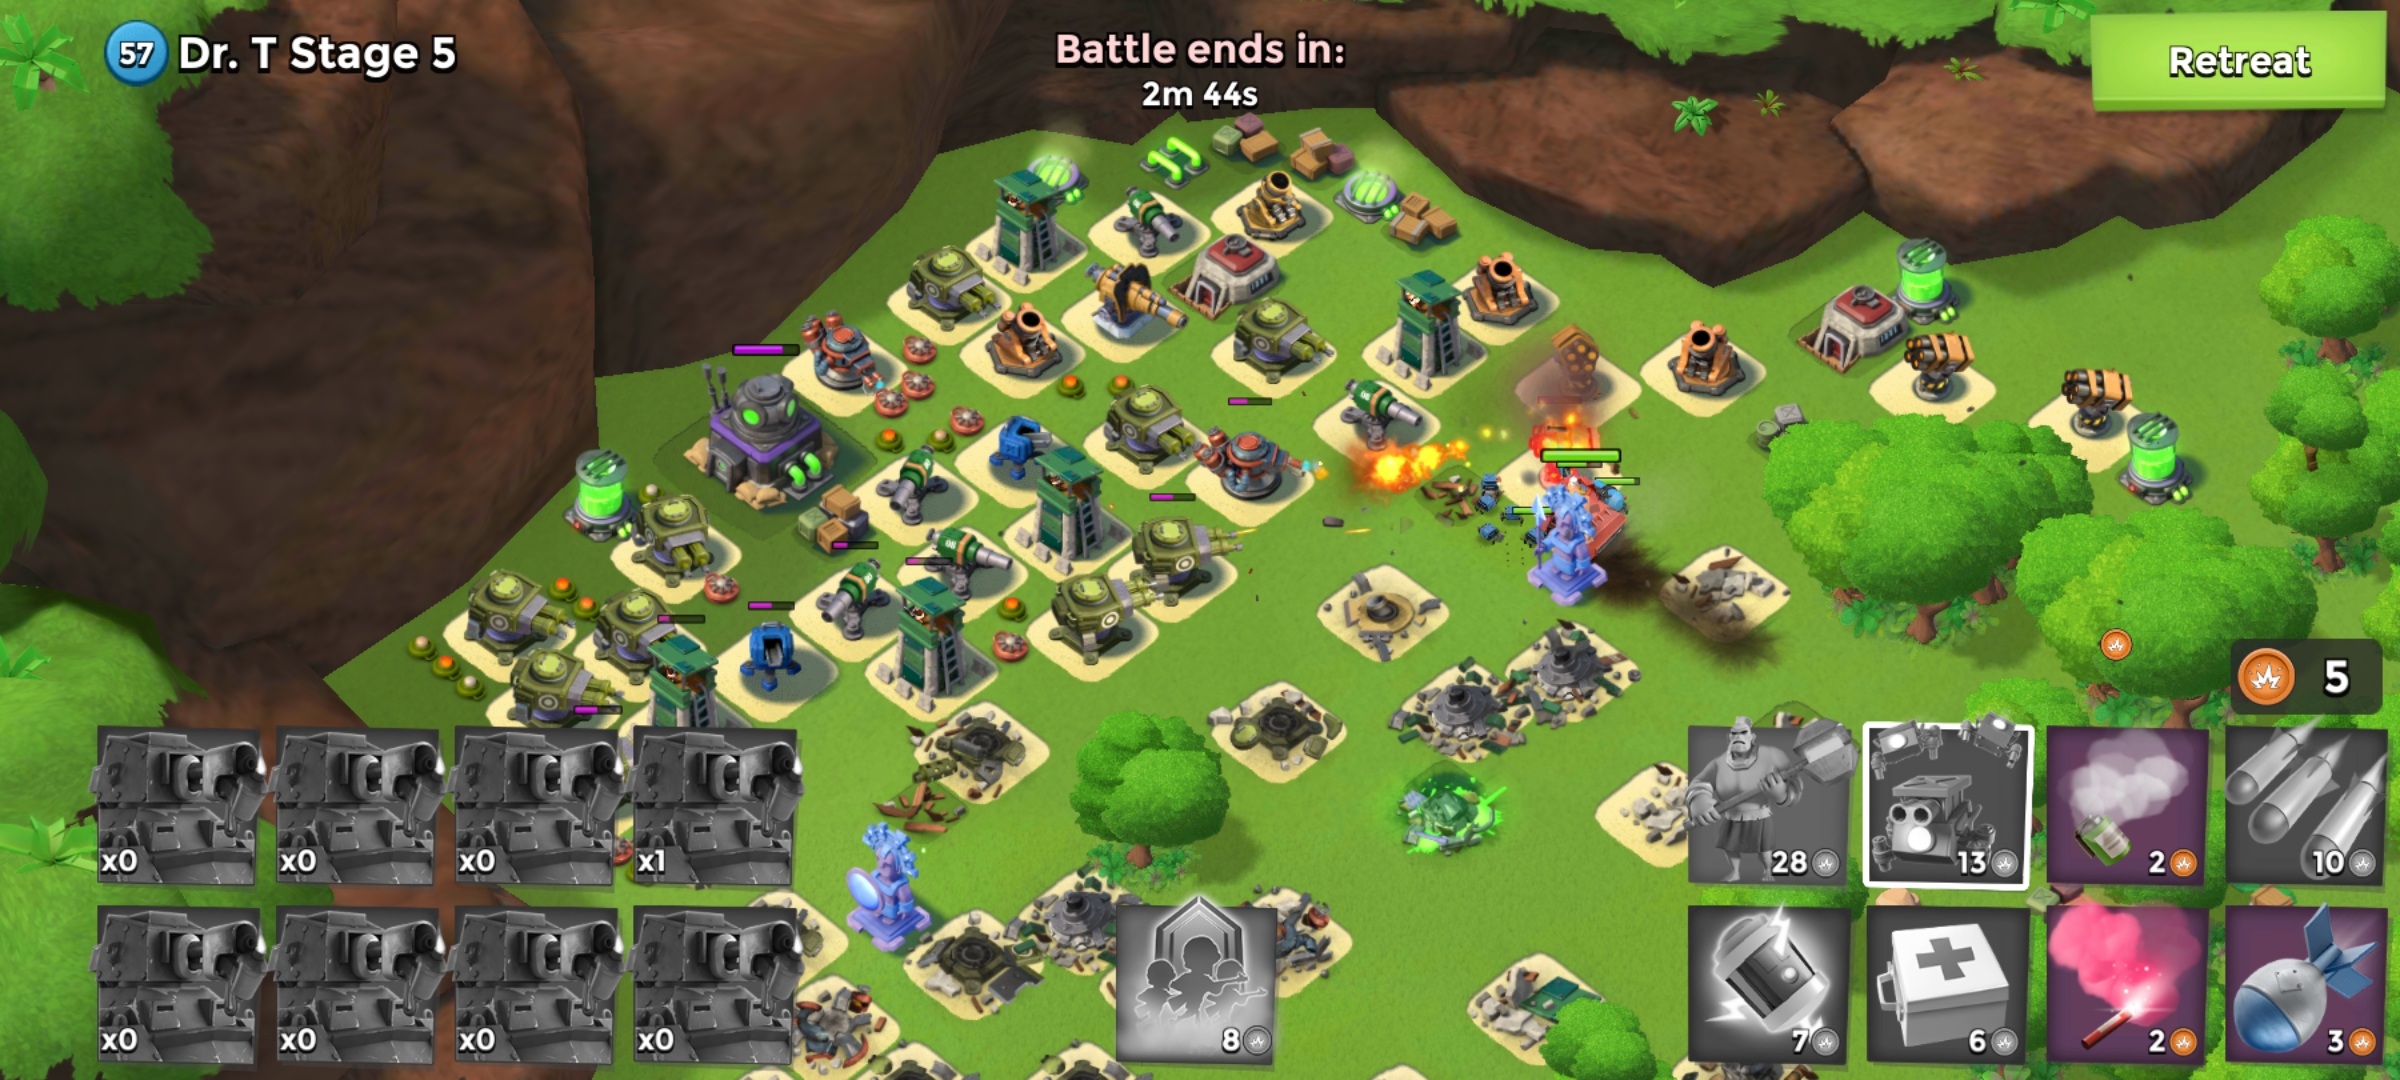 57 Dr. T Stage 5
Battle ends in:
2m 44s
Retreat
5
x0 x0 x0 x1
28 13 2 10
x0 x0 x0 x0
8
7 6 2 3